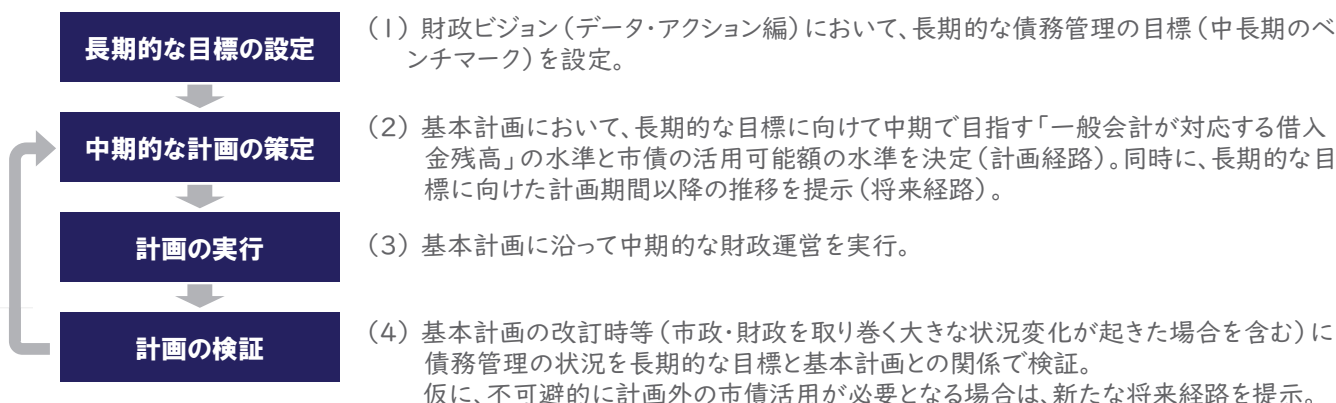 長期的な目標の設定
(1) 財政ビジョン(データ・アクション編)において、長期的な債務管理の目標(中長期のベ
ンチマーク)を設定。
中期的な計画の策定
(2) 基本計画において、長期的な目標に向けて中期で目指す「一般会計が対応する借入
金残高」の水準と市債の活用可能額の水準を決定(計画経路)。同時に、長期的な目
標に向けた計画期間以降の推移を提示(将来経路)。
計画の実行
(3) 基本計画に沿って中期的な財政運営を実行。
計画の検証
(4) 基本計画の改訂時等(市政・財政を取り巻く大きな状況変化が起きた場合を含む)に
債務管理の状況を長期的な目標と基本計画との関係で検証。
仮に、不可避的に計画外の市債活用が必要となる場合は、新たな将来経路を提示。